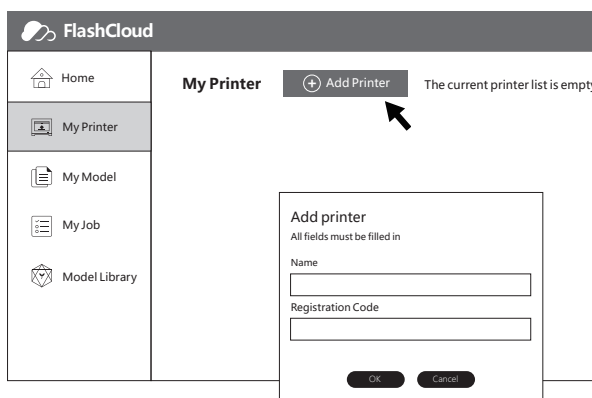 FlashCloud
Home
My Printer
My Model
My Job
Model Library
My Printer
Add Printer
The current printer list is empty
Add printer
All fields must be filled in
Name
Registration Code
OK
Cancel